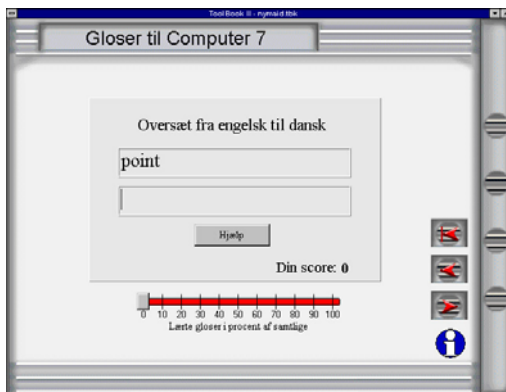 ToolBook II - nymaid.tbk
Gloser til Computer 7
Oversæt fra engelsk til dansk
point
Hjælp
Din score: 0
0 10 20 30 40 50 60 70 80 90 100
Lærte gloser i procent af samtlige